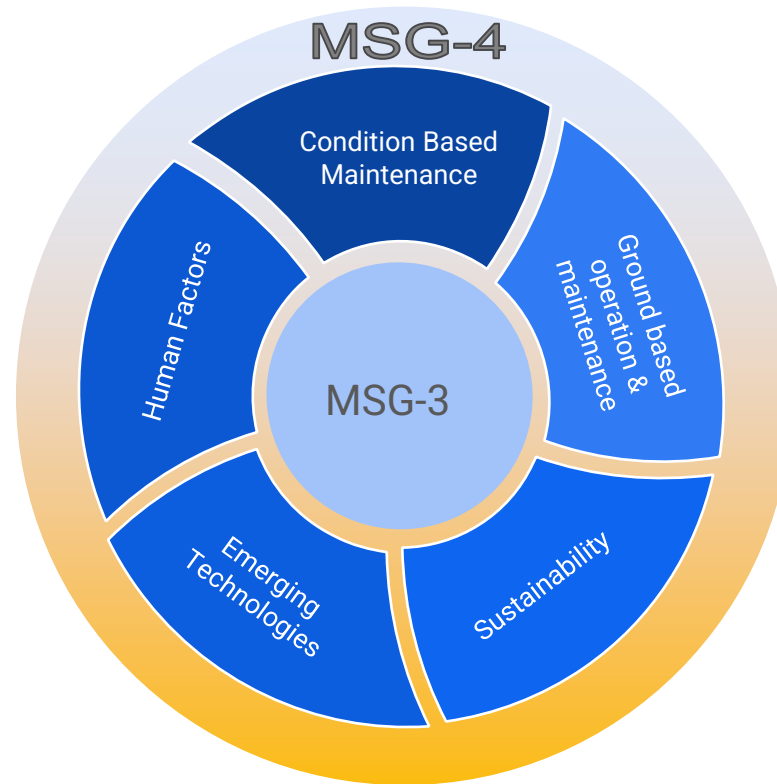 MSG-4
Condition Based
Maintenance
Ground based
operation &
maintenance
Human Factors
MSG-3
Emerging
Technologies
Sustainability